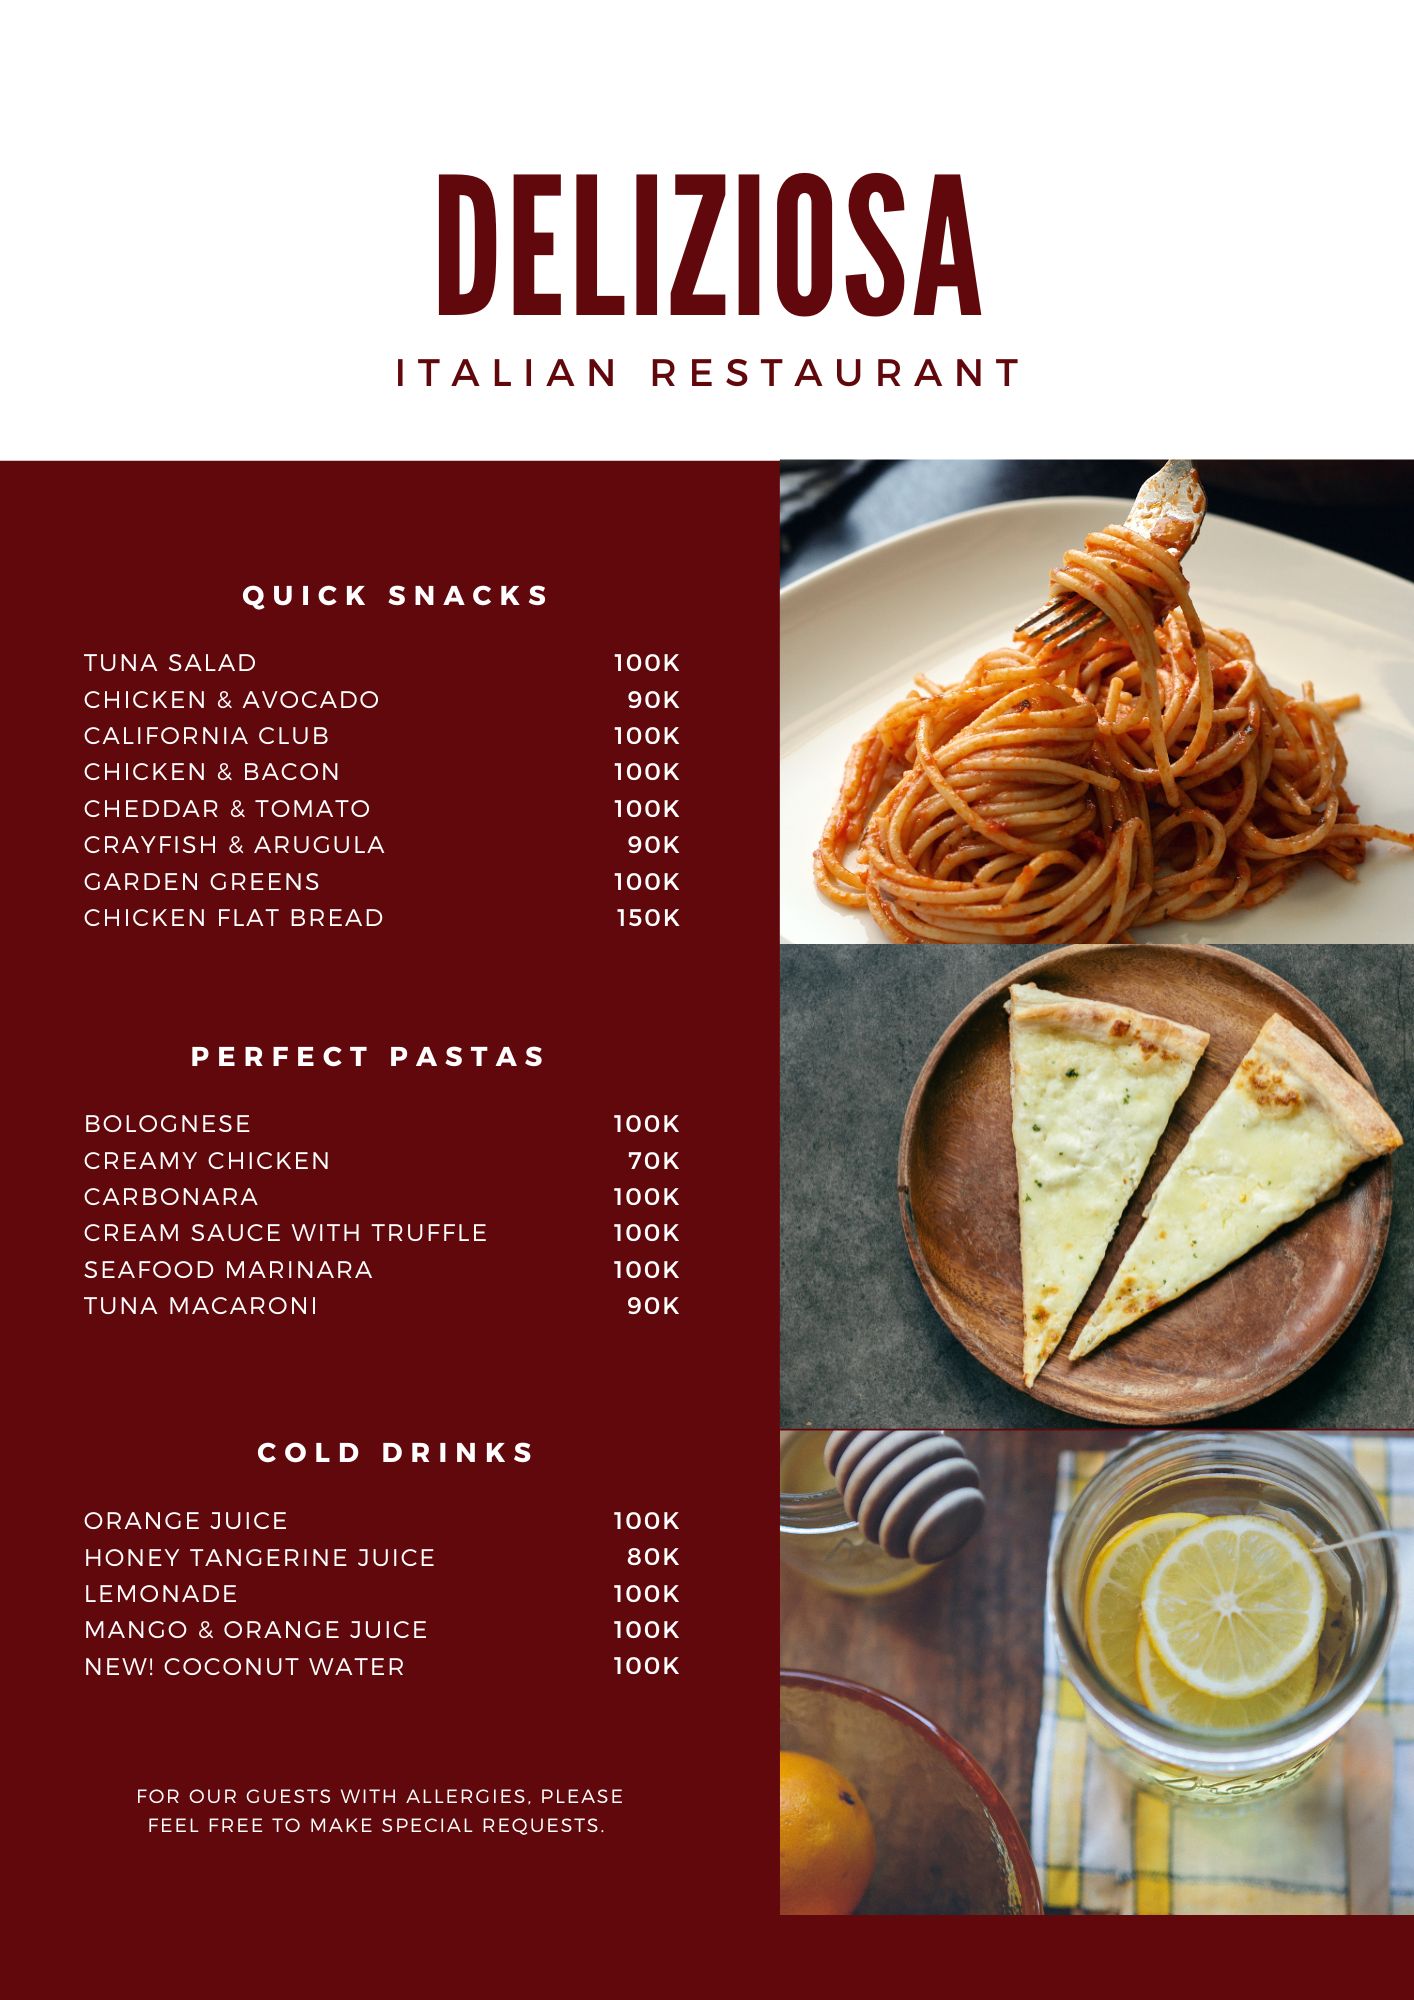 DELIZIOSA
ITALIAN RESTAURANT
QUICK SNACKS
TUNA SALAD 100K
CHICKEN & AVOCADO 90K
CALIFORNIA CLUB 100K
CHICKEN & BACON 100K
CHEDDAR & TOMATO 100K
CRAYFISH & ARUGULA 90K
GARDEN GREENS 100K
CHICKEN FLAT BREAD 150K
PERFECT PASTAS
BOLOGNESE 100K
CREAMY CHICKEN 70K
CARBONARA 100K
CREAM SAUCE WITH TRUFFLE 100K
SEAFOOD MARINARA 100K
TUNA MACARONI 90K
COLD DRINKS
ORANGE JUICE 100K
HONEY TANGERINE JUICE 80K
LEMONADE 100K
MANGO & ORANGE JUICE 100K
NEW! COCONUT WATER 100K
FOR OUR GUESTS WITH ALLERGIES, PLEASE
FEEL FREE TO MAKE SPECIAL REQUESTS.